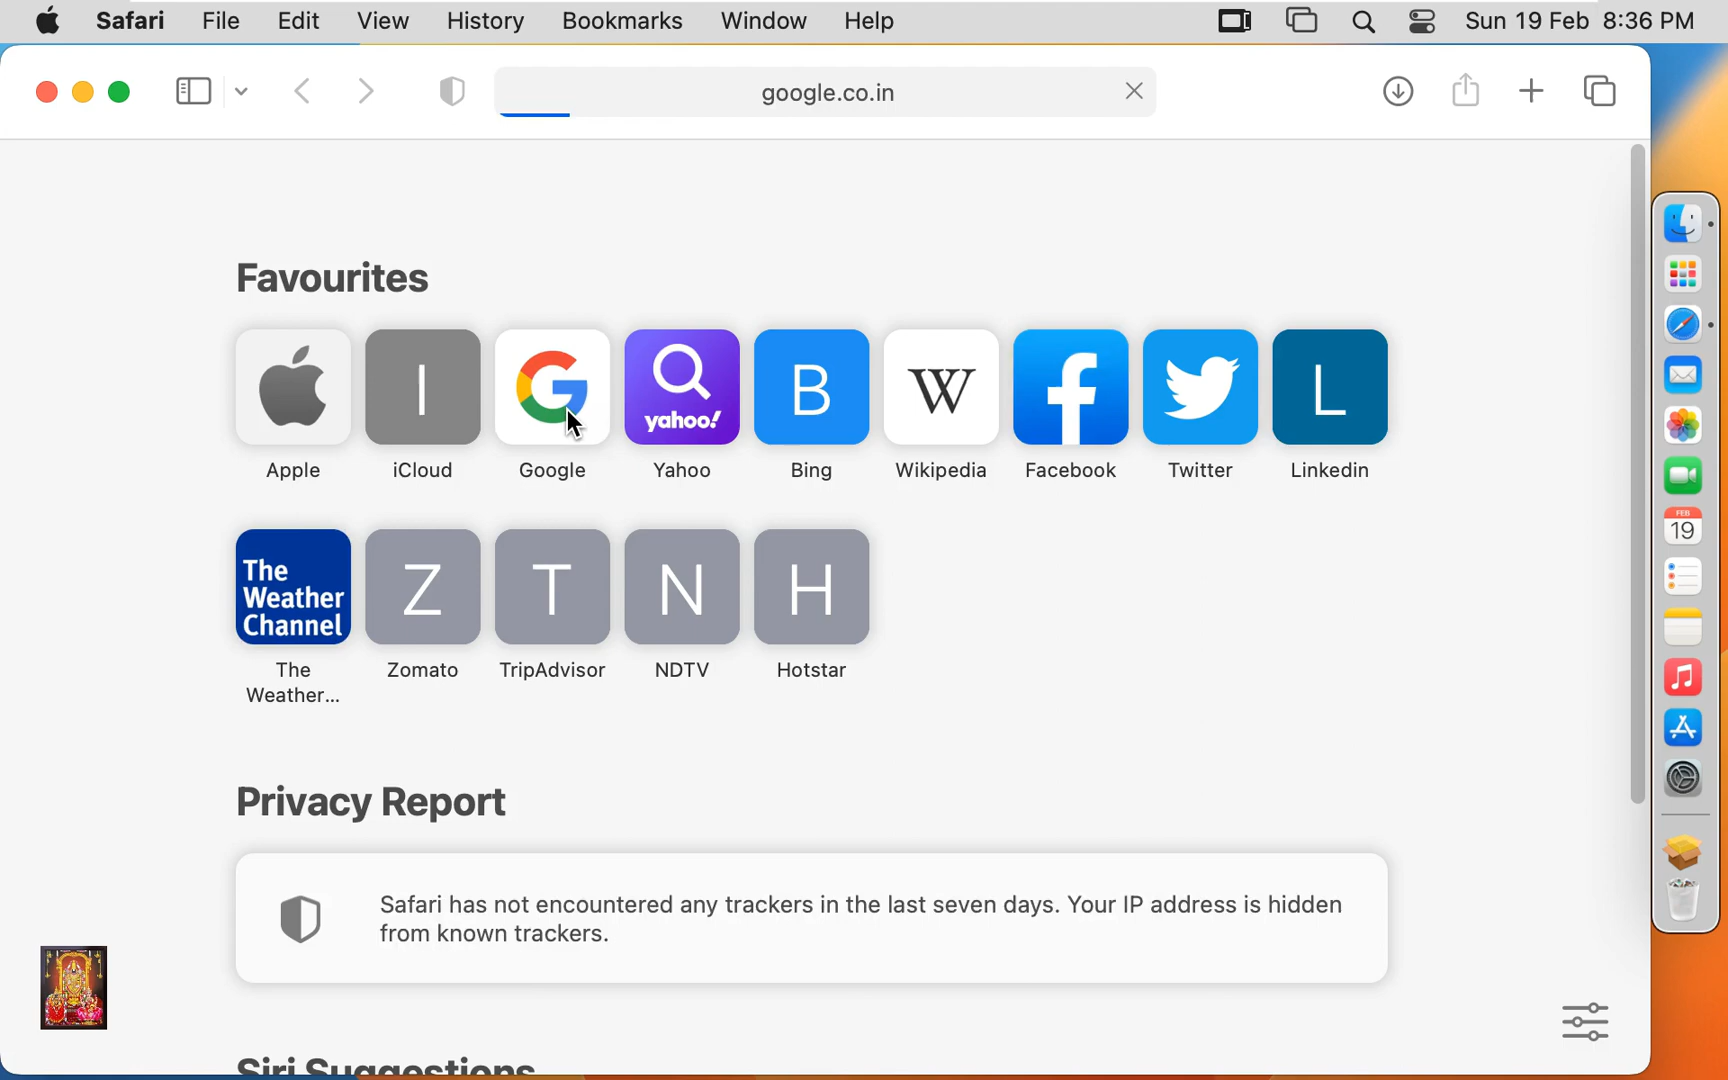 Safari File Edit View History Bookmarks Window Help Sun 19 Feb 8:36 PM
google.co.in
Favourites
I
G
yahoo!
B
W
f
L
Apple iCloud Google Yahoo Bing Wikipedia Facebook Twitter Linkedin
The
Weather
Channel
Z
T
N
H
The
Weather...
Zomato TripAdvisor NDTV Hotstar
Privacy Report
Safari has not encountered any trackers in the last seven days. Your IP address is hidden
from known trackers.
Siri Suggestions
FEB
19